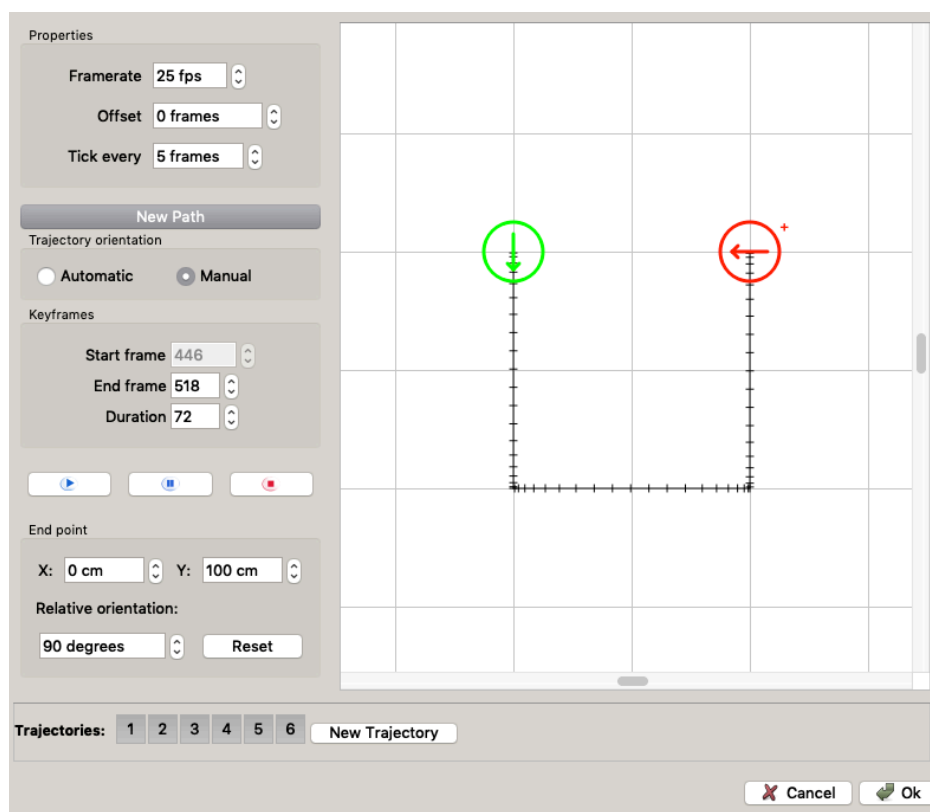 Properties
Framerate 25 fps
Offset 0 frames
Tick every 5 frames
New Path
Trajectory orientation
Automatic Manual
Keyframes
Start frame 446
End frame 518
Duration 72
End point
X: 0 cm Y: 100 cm
Relative orientation:
90 degrees Reset
Trajectories: 1 2 3 4 5 6 New Trajectory
Cancel Ok